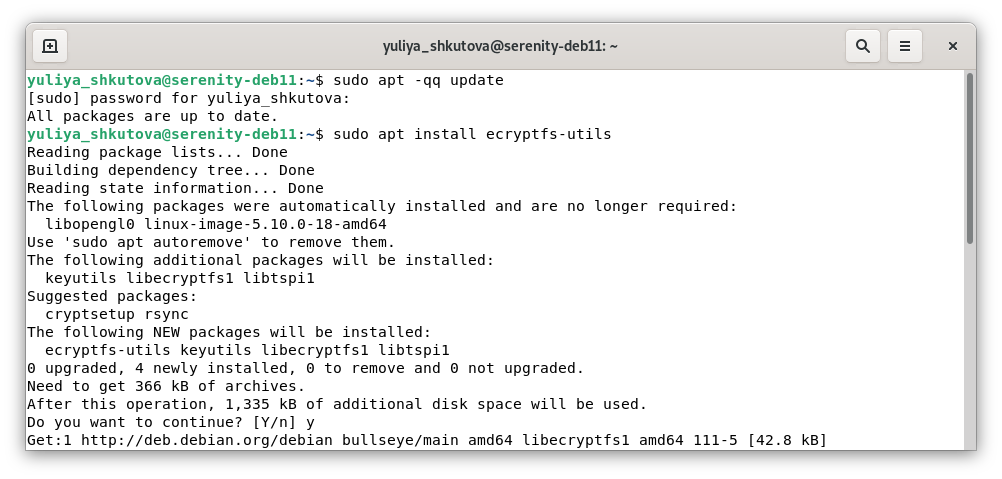 yuliya_shkutova@serenity-deb11: ~
yuliya_shkutova@serenity-deb11:~$ sudo apt -qq update
[sudo] password for yuliya_shkutova:
All packages are up to date.
yuliya_shkutova@serenity-deb11:~$ sudo apt install ecryptfs-utils
Reading package lists... Done
Building dependency tree... Done
Reading state information... Done
The following packages were automatically installed and are no longer required:
  libopengl0 linux-image-5.10.0-18-amd64
Use 'sudo apt autoremove' to remove them.
The following additional packages will be installed:
  keyutils libecryptfs1 libtspi1
Suggested packages:
  cryptsetup rsync
The following NEW packages will be installed:
  ecryptfs-utils keyutils libecryptfs1 libtspi1
0 upgraded, 4 newly installed, 0 to remove and 0 not upgraded.
Need to get 366 kB of archives.
After this operation, 1,335 kB of additional disk space will be used.
Do you want to continue? [Y/n] y
Get:1 http://deb.debian.org/debian bullseye/main amd64 libecryptfs1 amd64 111-5 [42.8 kB]